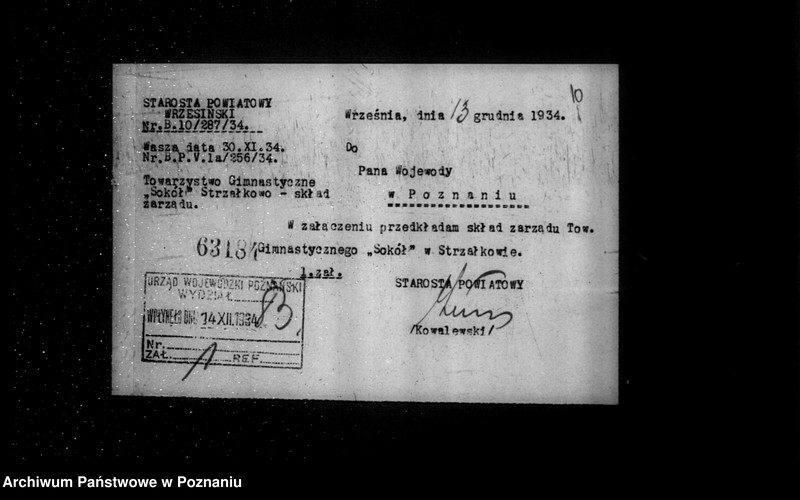 10
STAROSTA POWIATOWY
WRZESIŃSKI
Nr.B.10/287/34.
Września, dnia 13 grudnia 1934.
Wasza data 30.XI.34.
Nr.B.P.V.1a/256/34.
Do
Pana Wojewody
w Poznaniu
Towarzystwo Gimnastyczne
„Sokół" Strzałkowo - skład
zarządu.
W załączeniu przedkładam skład zarządu Tow.
Gimnastycznego „Sokół" w Strzałkowie.
63184
1.zał.
STAROSTA POWIATOWY
/Kowalewski/
URZĄD WOJEWÓDZKI POZNAŃSKI
WYDZIAŁ
WPŁYNĘŁO DNIA 14 XII. 1934
B.
Nr.
ZAŁ. 1 REF.
Archiwum Państwowe w Poznaniu